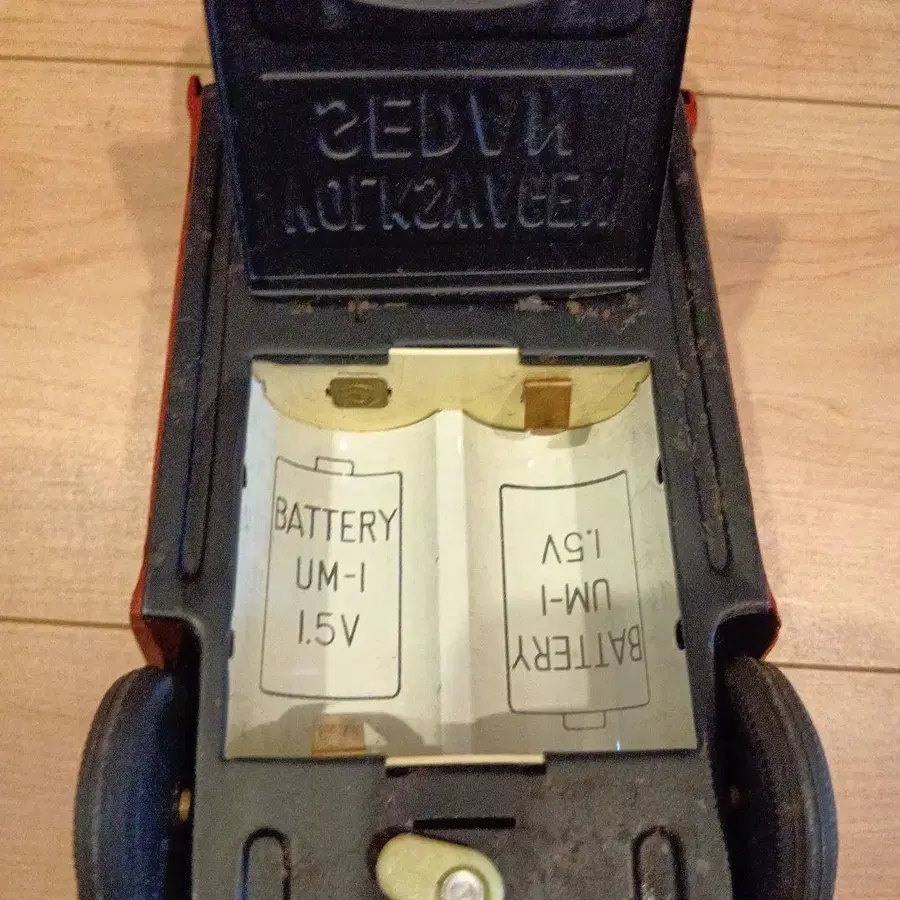 SEDAN
VOLKSWAGEN
BATTERY
UM-1
1.5V
BATTERY
UM-1
1.5V